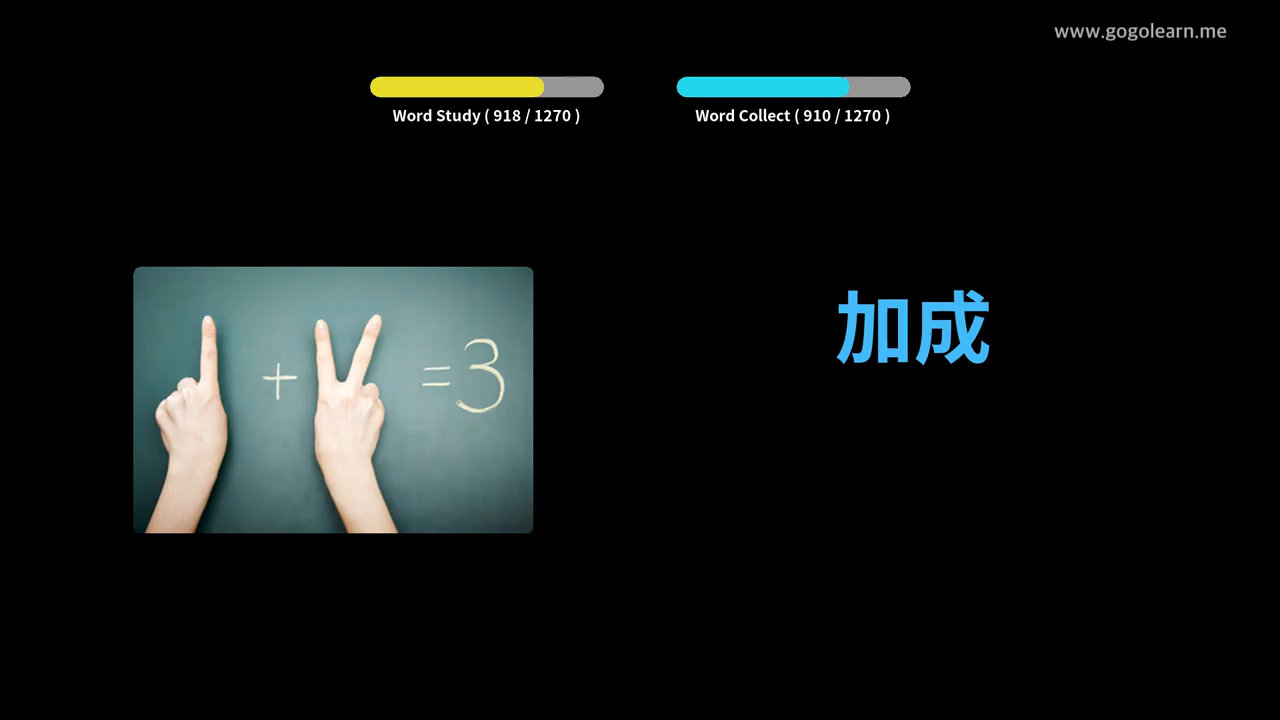 www.gogolearn.me
Word Study ( 918 / 1270 )
Word Collect ( 910 / 1270 )
+ =3
加成